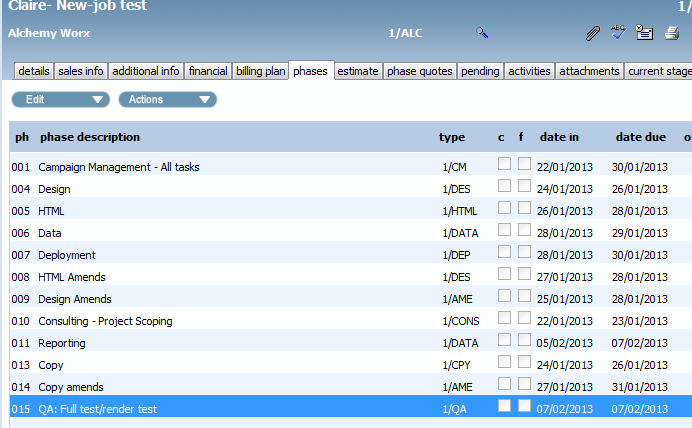 Claire- New-job test 1/
Alchemy Worx 1/ALC
details sales info additional info financial billing plan phases estimate phase quotes pending activities attachments current stage
Edit Actions
ph phase description type c f date in date due
001 Campaign Management - All tasks 1/CM 22/01/2013 30/01/2013
004 Design 1/DES 24/01/2013 26/01/2013
005 HTML 1/HTML 26/01/2013 28/01/2013
006 Data 1/DATA 28/01/2013 29/01/2013
007 Deployment 1/DEP 28/01/2013 30/01/2013
008 HTML Amends 1/DES 27/01/2013 28/01/2013
009 Design Amends 1/AME 25/01/2013 28/01/2013
010 Consulting - Project Scoping 1/CONS 22/01/2013 23/01/2013
011 Reporting 1/DATA 05/02/2013 07/02/2013
013 Copy 1/CPY 24/01/2013 26/01/2013
014 Copy amends 1/AME 27/01/2013 31/01/2013
015 QA: Full test/render test 1/QA 07/02/2013 07/02/2013